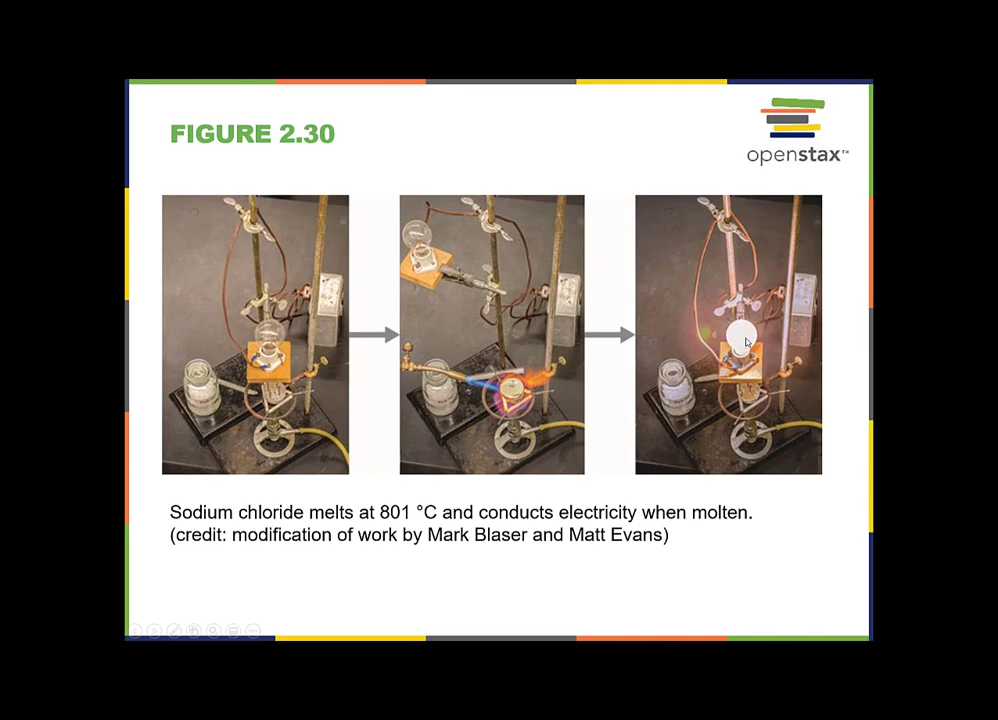 FIGURE 2.30
openstax™
Sodium chloride melts at 801 °C and conducts electricity when molten.
(credit: modification of work by Mark Blaser and Matt Evans)